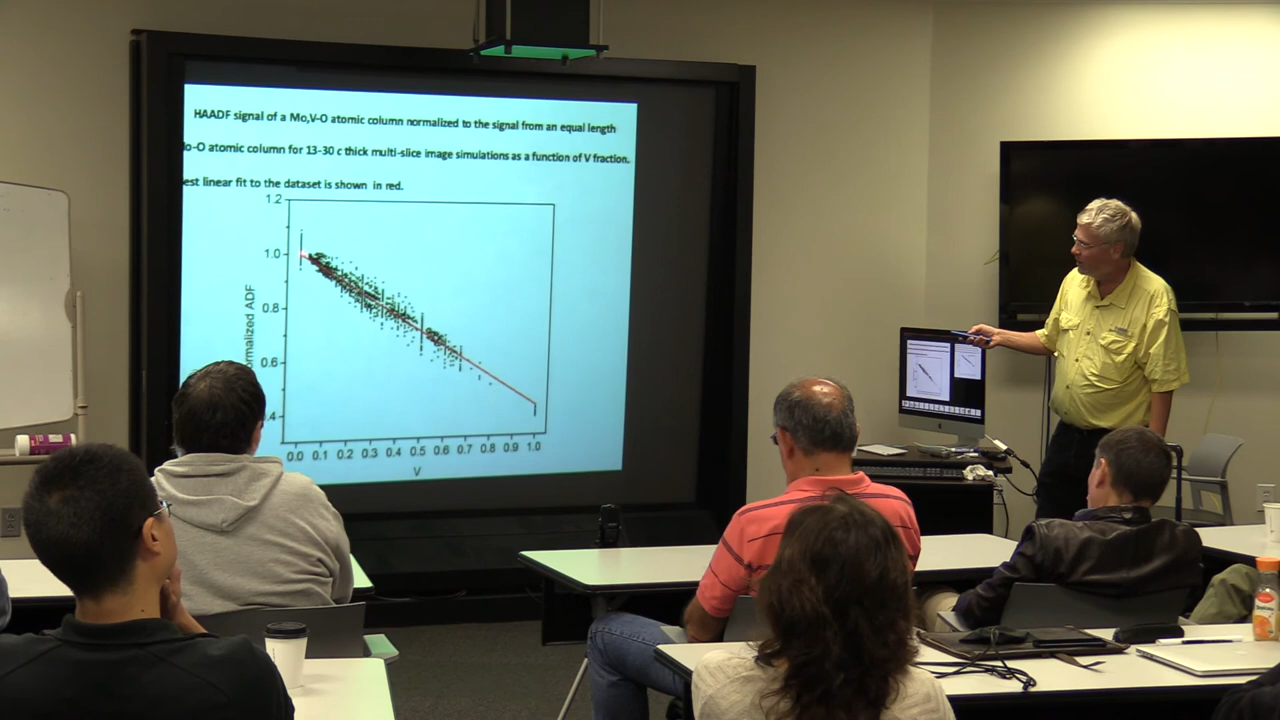 HAADF signal of a Mo,V-O atomic column normalized to the signal from an equal length
lo-O atomic column for 13-30 c thick multi-slice image simulations as a function of V fraction.
est linear fit to the dataset is shown in red.
1.2
1.0
0.8
0.6
.4
ormalized ADF
0.0 0.1 0.2 0.3 0.4 0.5 0.6 0.7 0.8 0.9 1.0
V